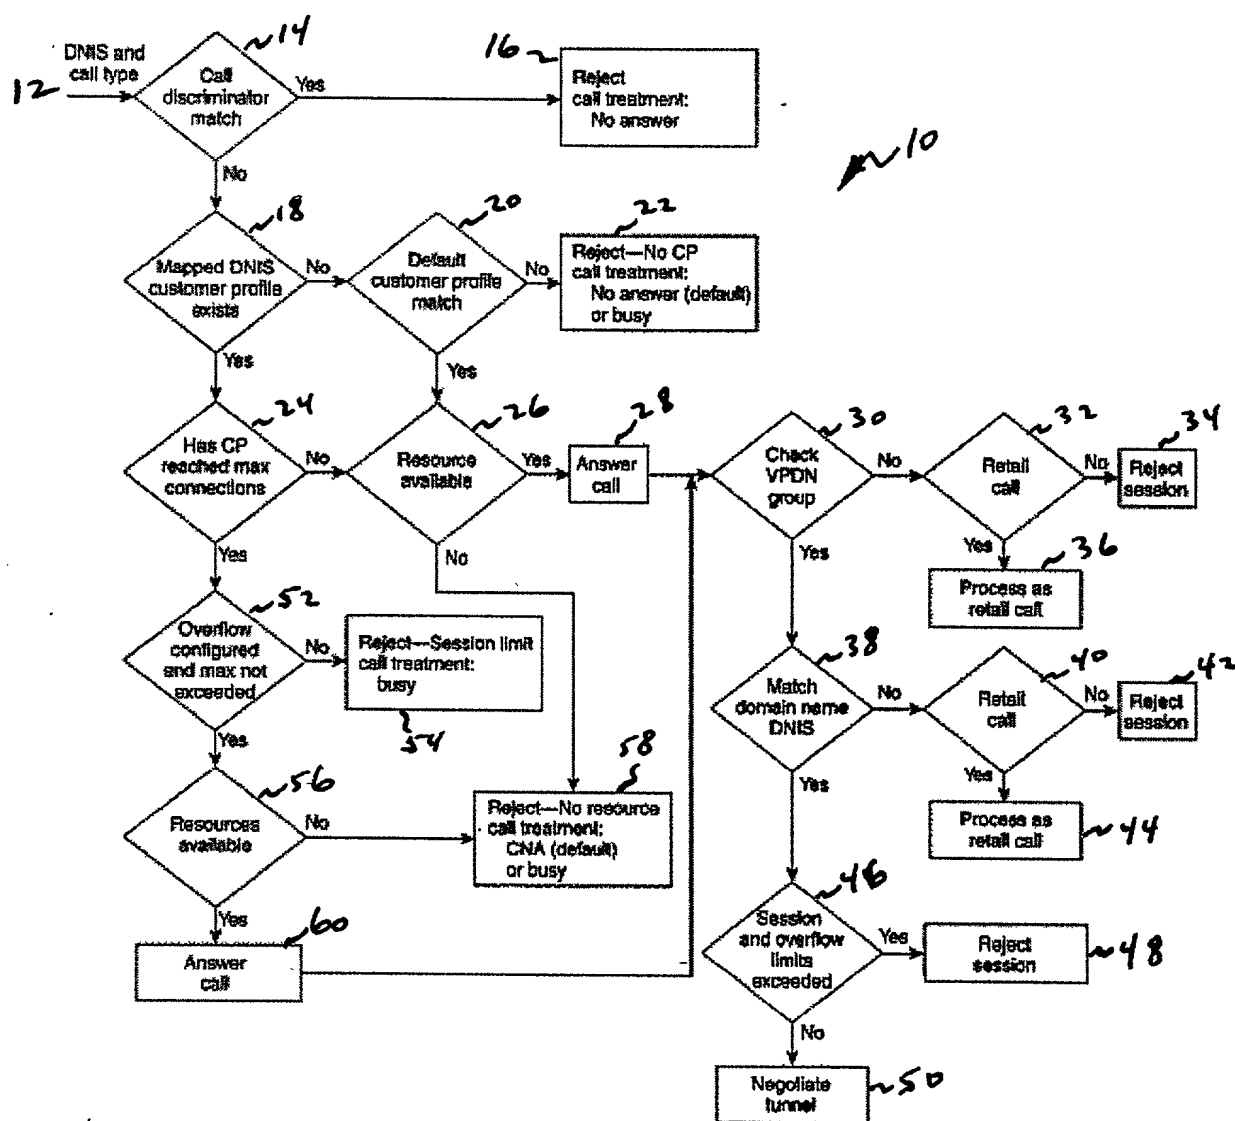 14
DNIS and
call type
12
Call
discriminator
match
Yes
16
Reject
call treatment:
No answer
10
No
18
Mapped DNIS
customer profile
exists
No
20
Default
customer profile
match
No
22
Reject—No CP
call treatment:
No answer (default)
or busy
Yes
Yes
24
Has CP
reached max
connections
No
26
Resource
available
Yes
28
Answer
call
30
Check
VPDN
group
No
32
Retail
call
No
34
Reject
session
Yes
No
Yes
Yes
36
Process as
retail call
52
Overflow
configured
and max not
exceeded
No
Reject—Session limit
call treatment:
busy
54
38
Match
domain name
DNIS
No
40
Retail
call
No
42
Reject
session
Yes
Yes
Yes
56
Resources
available
No
58
Reject—No resource
call treatment:
CNA (default)
or busy
Process as
retail call
44
Yes
60
Answer
call
46
Session
and overflow
limits
exceeded
Yes
Reject
session
48
No
Negotiate
tunnel
50